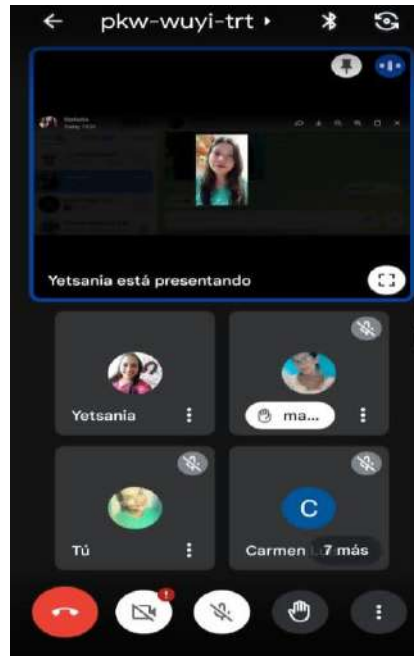 pkw-wuyi-trt
Yetsania está presentando
Yetsania
ma...
Tú
C
Carmen
7 más